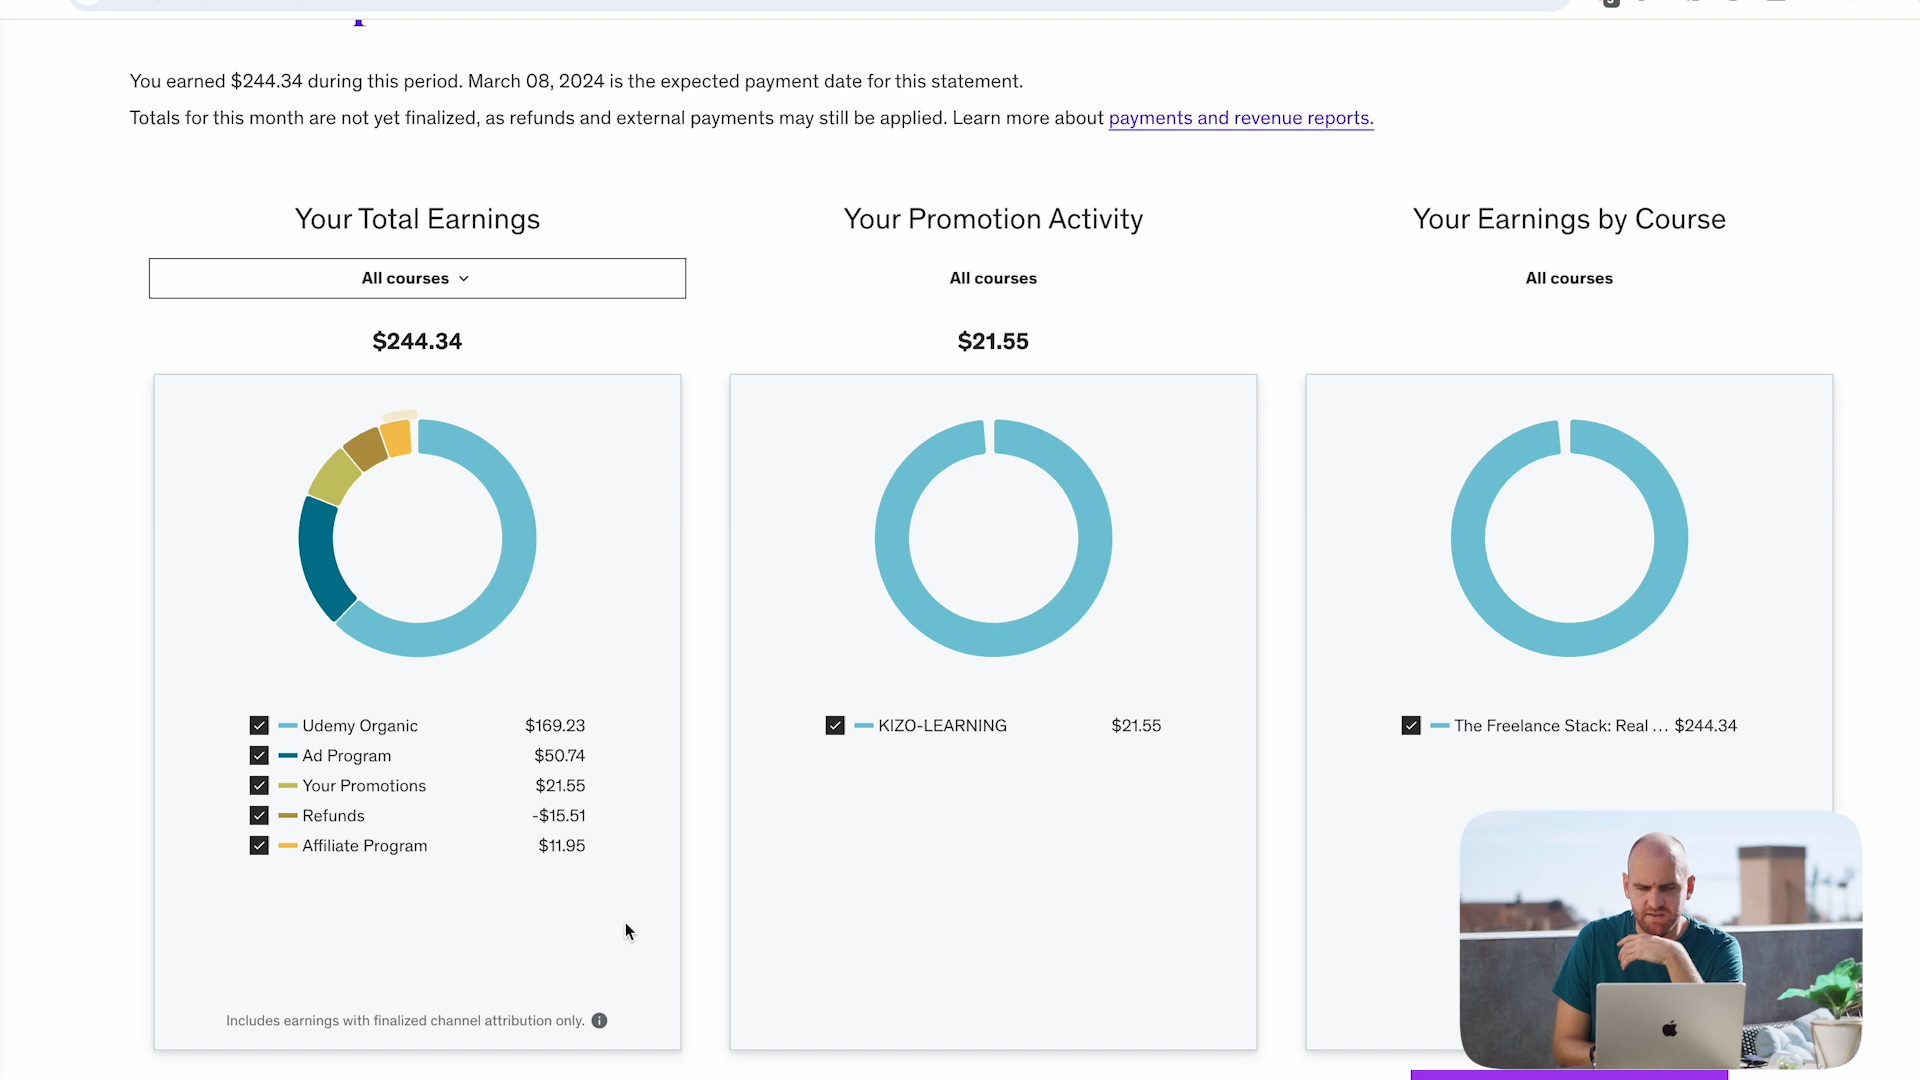 You earned $244.34 during this period. March 08, 2024 is the expected payment date for this statement.
Totals for this month are not yet finalized, as refunds and external payments may still be applied. Learn more about payments and revenue reports.
Your Total Earnings
All courses
$244.34
Udemy Organic $169.23
Ad Program $50.74
Your Promotions $21.55
Refunds -$15.51
Affiliate Program $11.95
Includes earnings with finalized channel attribution only.
Your Promotion Activity
All courses
$21.55
KIZO-LEARNING $21.55
Your Earnings by Course
All courses
The Freelance Stack: Real ... $244.34